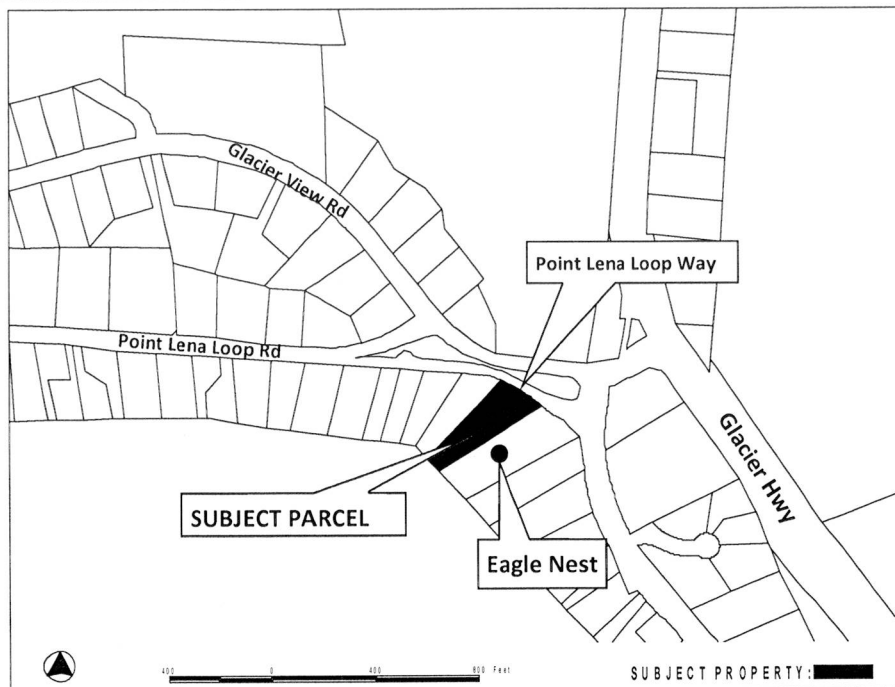 Glacier View Rd
Point Lena Loop Way
Point Lena Loop Rd
Glacier Hwy
SUBJECT PARCEL
Eagle Nest
400 0 400 800 Feet
SUBJECT PROPERTY: